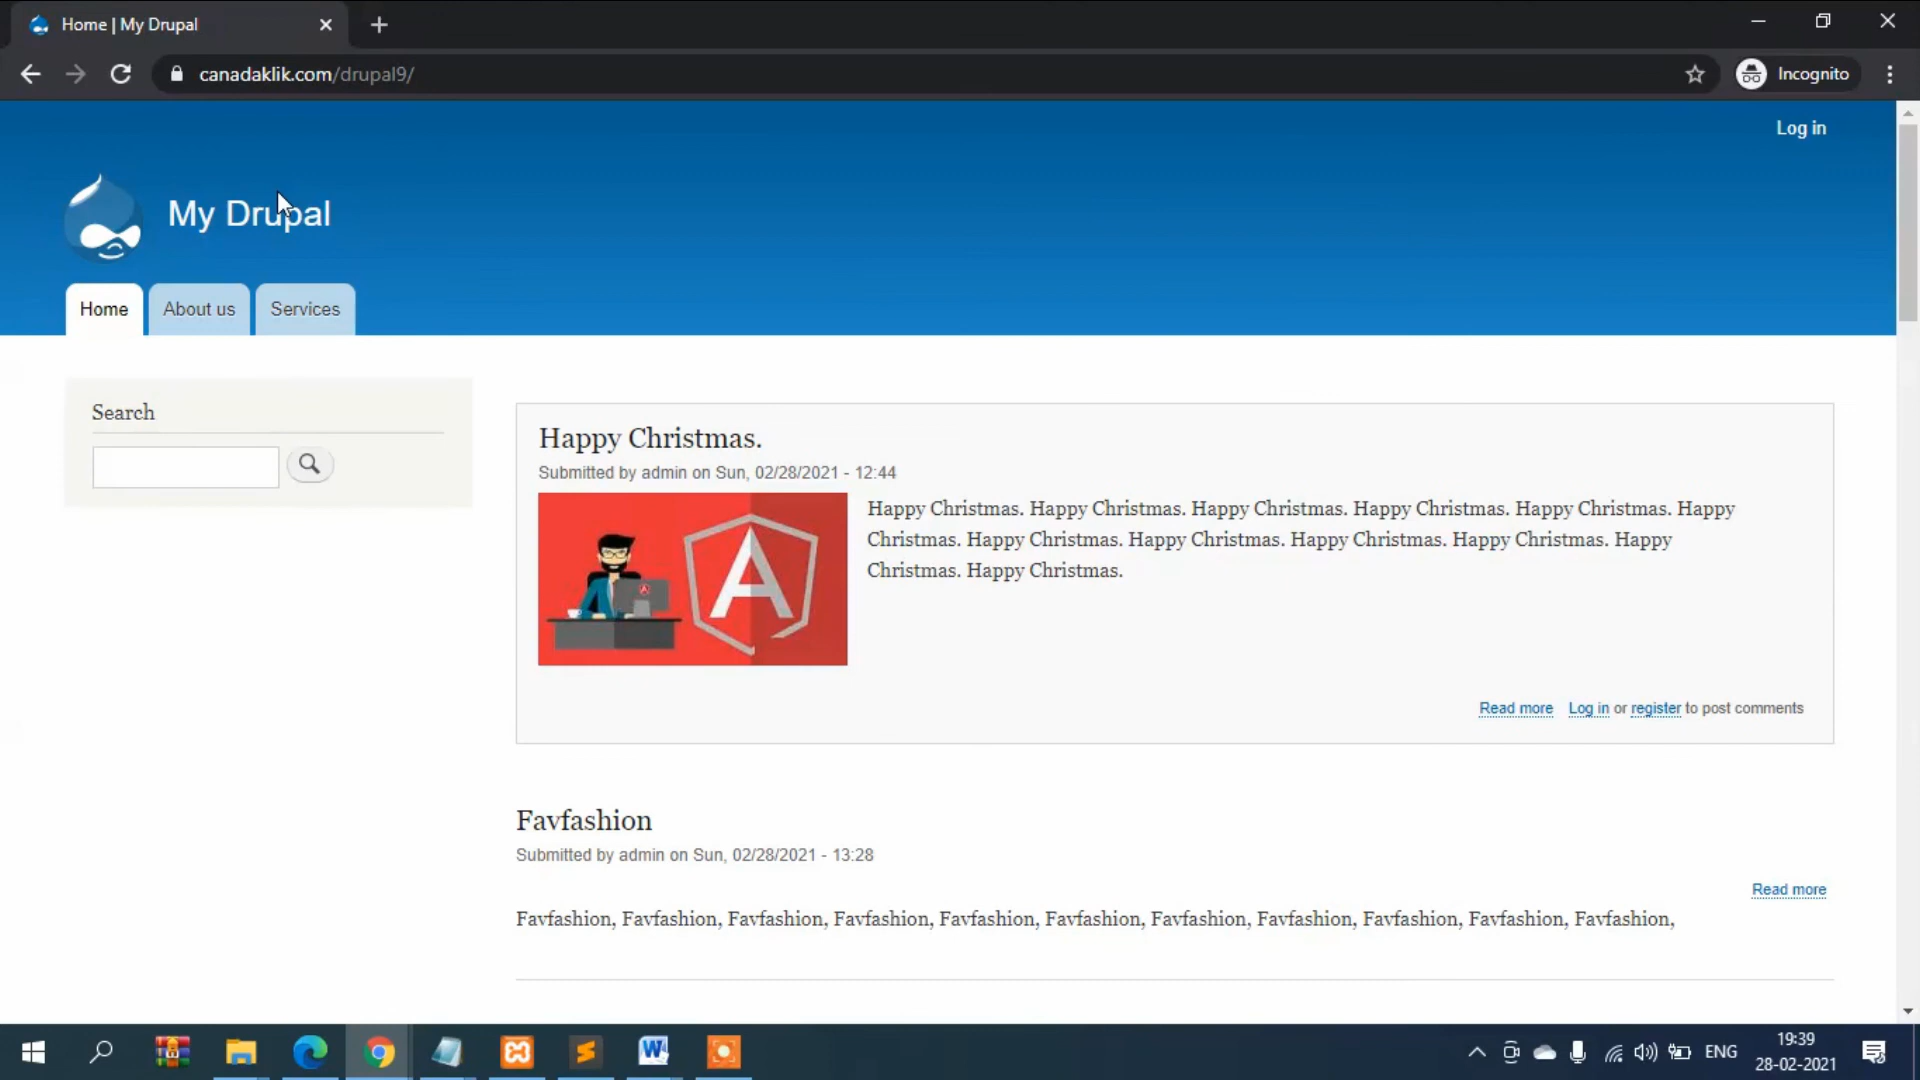 Home | My Drupal
canadaklik.com/drupal9/
Incognito
Log in
My Drupal
Home
About us
Services
Search
Happy Christmas.
Submitted by admin on Sun, 02/28/2021 - 12:44
Happy Christmas. Happy Christmas. Happy Christmas. Happy Christmas. Happy Christmas. Happy
Christmas. Happy Christmas. Happy Christmas. Happy Christmas. Happy Christmas. Happy
Christmas. Happy Christmas.
Read more Log in or register to post comments
Favfashion
Submitted by admin on Sun, 02/28/2021 - 13:28
Read more
Favfashion, Favfashion, Favfashion, Favfashion, Favfashion, Favfashion, Favfashion, Favfashion, Favfashion, Favfashion, Favfashion,
ENG
19:39
28-02-2021